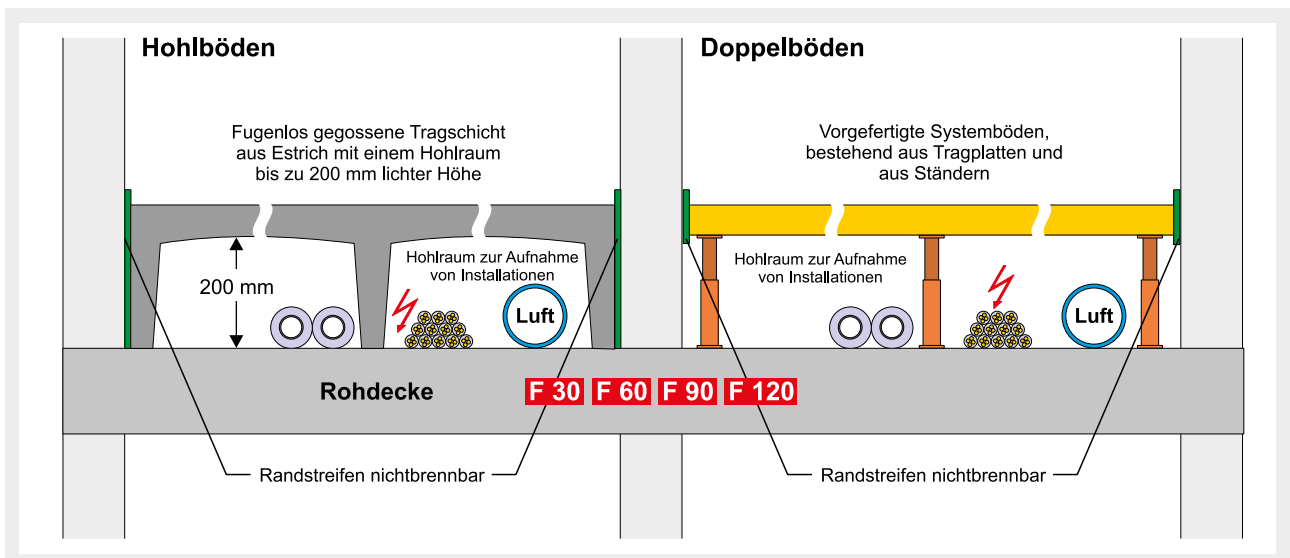 Hohlböden
Fugenlos gegossene Tragschicht
aus Estrich mit einem Hohlraum
bis zu 200 mm lichter Höhe
200 mm
Hohlraum zur Aufnahme
von Installationen
Luft
Doppelböden
Vorgefertigte Systemböden,
bestehend aus Tragplatten und
aus Ständern
Hohlraum zur Aufnahme
von Installationen
Luft
Rohdecke
F 30 F 60 F 90 F 120
Randstreifen nichtbrennbar
Randstreifen nichtbrennbar